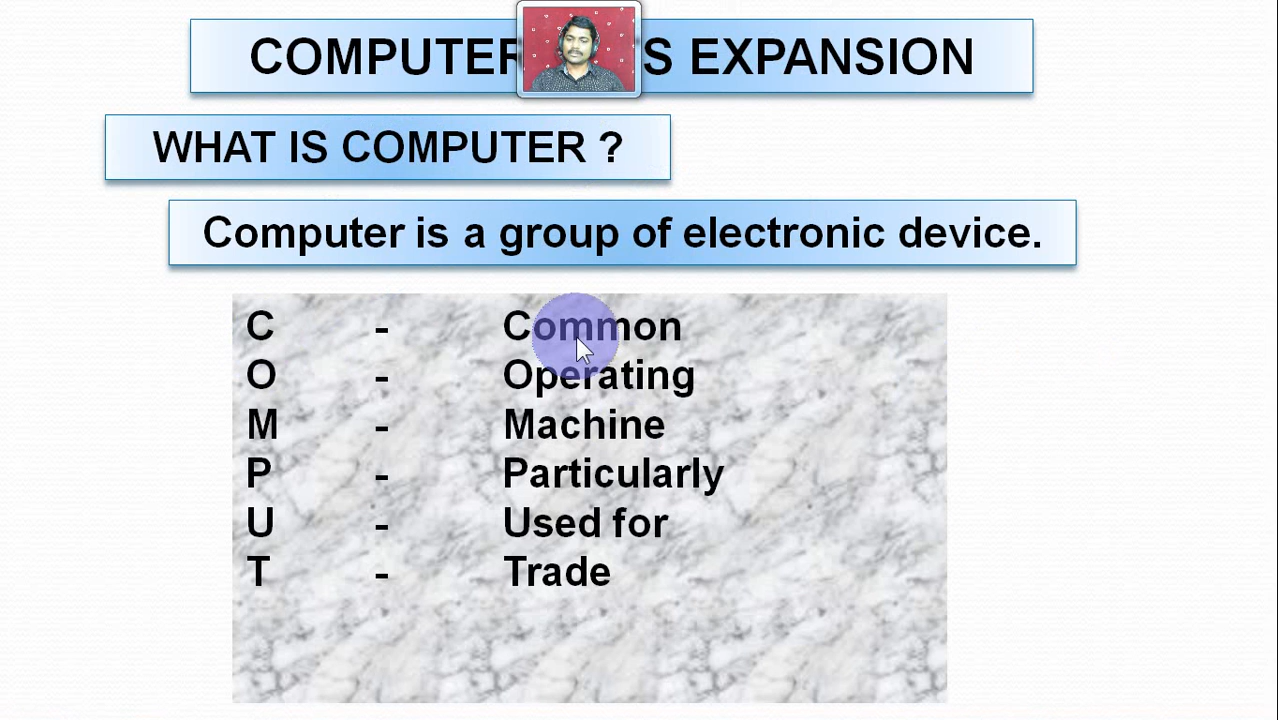 COMPUTER S EXPANSION
WHAT IS COMPUTER ?
Computer is a group of electronic device.
C - Common
O - Operating
M - Machine
P - Particularly
U - Used for
T - Trade